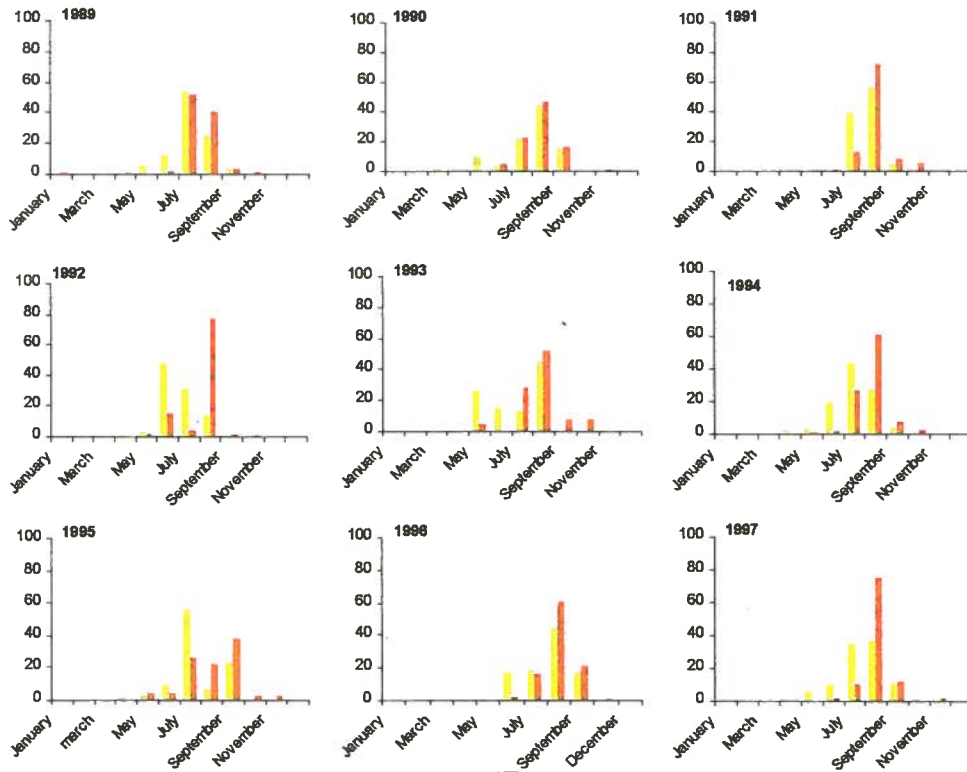 1989
100
80
60
40
20
0
January
March
May
July
September
November
1990
100
80
60
40
20
0
January
March
May
July
September
November
1991
100
80
60
40
20
0
January
March
May
July
September
November
1992
100
80
60
40
20
0
January
March
May
July
September
November
1993
100
80
60
40
20
0
January
March
May
July
September
November
1994
100
80
60
40
20
0
January
March
May
July
September
November
1995
100
80
60
40
20
0
January
march
May
July
September
November
1996
100
80
60
40
20
0
January
March
May
July
September
December
1997
100
80
60
40
20
0
January
March
May
July
September
November